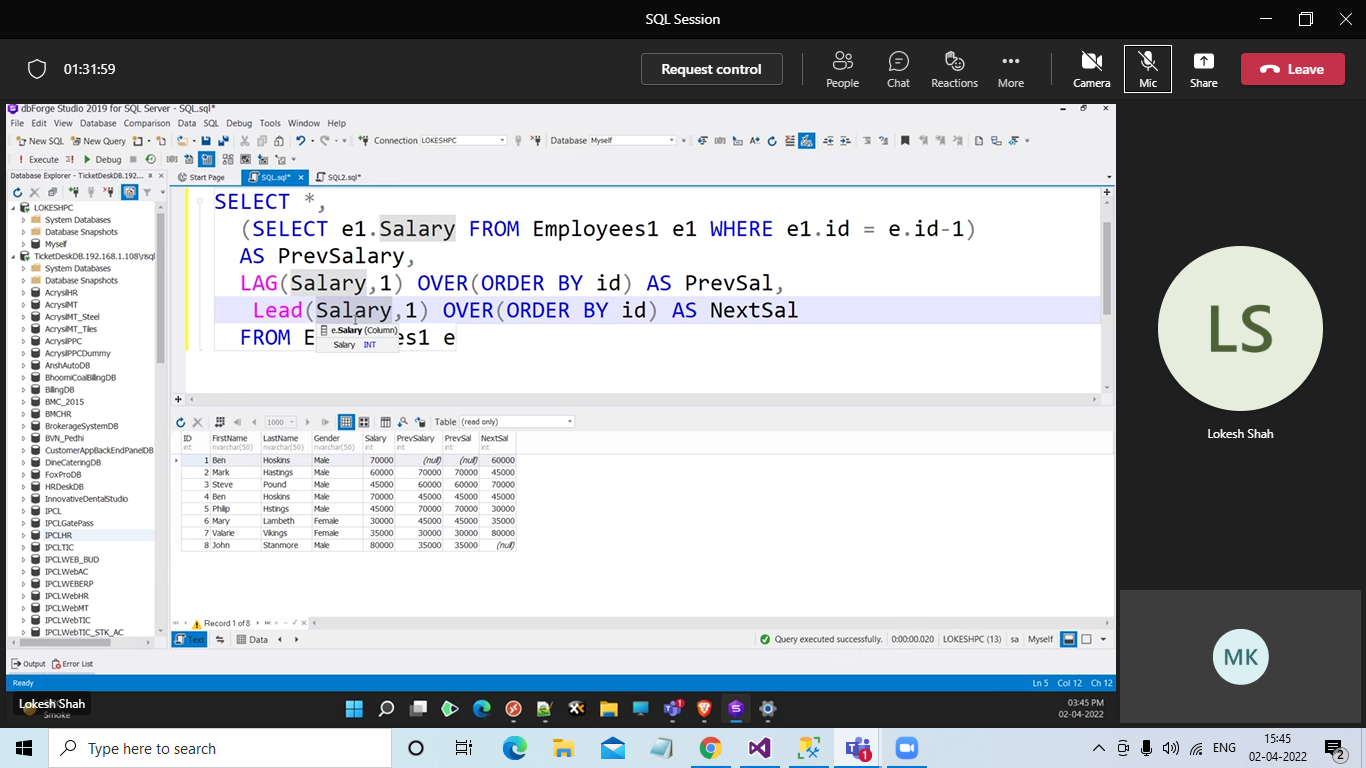 SQL Session
01:31:59
Request control
People
Chat
Reactions
More
Camera
Mic
Share
Leave
dbForge Studio 2019 for SQL Server - SQL.sql*
File Edit View Database Comparison Data SQL Debug Tools Window Help
New SQL New Query Connection LOKESHPC Database Myself
Execute Debug
Database Explorer - TicketDeskDB.192...
Start Page SQL.sql* SQL2.sql*
LOKESHPC
System Databases
Database Snapshots
Myself
TicketDeskDB.192.168.1.108\risql
System Databases
Database Snapshots
AcrysilHR
AcrysilMT
AcrysilMT_Steel
AcrysilMT_Tiles
AcrysilPPC
AcrysilPPCDummy
AnshAutoDB
BhoomiCoalBillingDB
BillingDB
BMC_2015
BMCHR
BrokerageSystemDB
BVN_Pedhi
CustomerAppBackEndPanelDB
DineCateringDB
FoxProDB
HRDeskDB
InnovativeDentalStudio
IPCL
IPCLGatePass
IPCLHR
IPCLTIC
IPCLWEB_BUD
IPCLWebAC
IPCLWEBERP
IPCLWebHR
IPCLWebMT
IPCLWebTIC
IPCLWebTIC_STK_AC
SELECT *,
(SELECT e1.Salary FROM Employees1 e1 WHERE e1.id = e.id-1)
AS PrevSalary,
LAG(Salary,1) OVER(ORDER BY id) AS PrevSal,
Lead(Salary,1) OVER(ORDER BY id) AS NextSal
e.Salary (Column)
Salary INT
FROM E es1 e
1000 Table (read only)
ID FirstName LastName Gender Salary PrevSalary PrevSal NextSal
int nvarchar(50) nvarchar(50) nvarchar(50) int int int int
1 Ben Hoskins Male 70000 (null) (null) 60000
2 Mark Hastings Male 60000 70000 70000 45000
3 Steve Pound Male 45000 60000 60000 70000
4 Ben Hoskins Male 70000 45000 45000 45000
5 Philip Hstings Male 45000 70000 70000 30000
6 Mary Lambeth Female 30000 45000 45000 35000
7 Valarie Vikings Female 35000 30000 30000 80000
8 John Stanmore Male 80000 35000 35000 (null)
Record 1 of 8
Text Data
Query executed successfully. 0:00:00.020 LOKESHPC (13) sa Myself
Output Error List
Ready Ln 5 Col 12 Ch 12
Lokesh Shah
Smoke
03:45 PM
02-04-2022
LS
Lokesh Shah
MK
Type here to search
1
ENG
15:45
02-04-2022
2